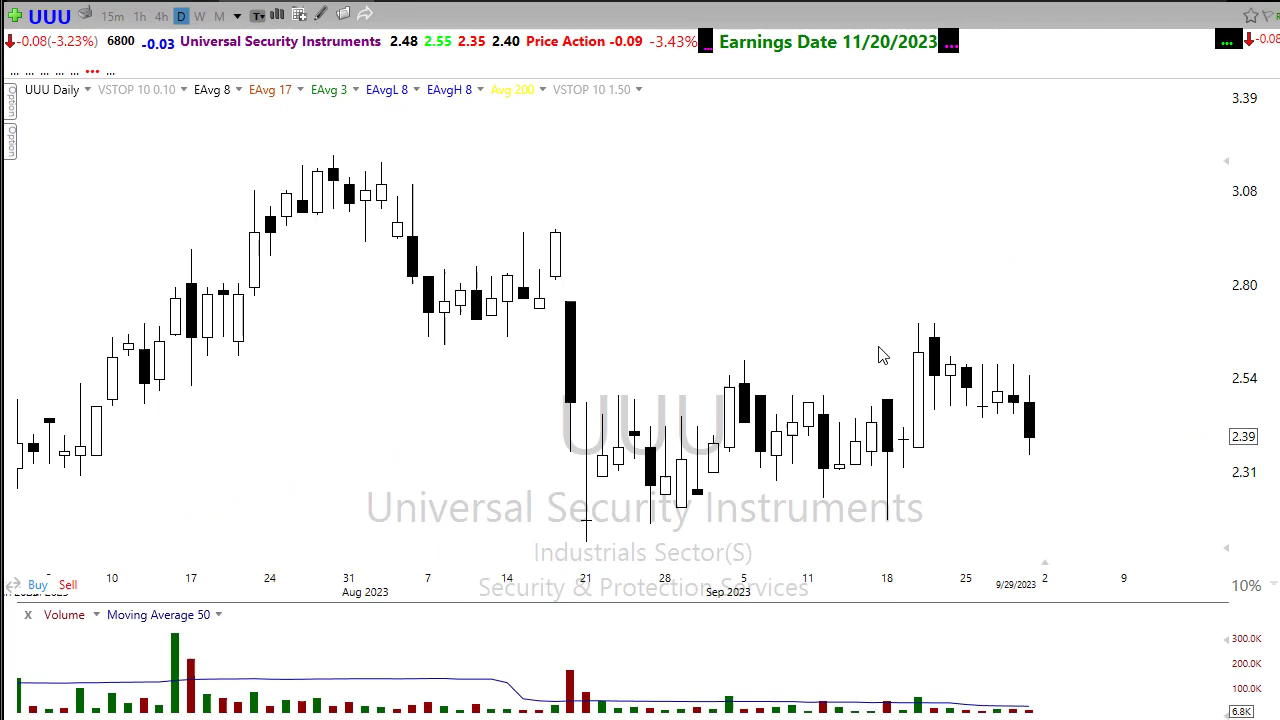 UUU 15m 1h 4h D W M T
-0.08(-3.23%) 6800 -0.03 Universal Security Instruments 2.48 2.55 2.35 2.40 Price Action -0.09 -3.43% ... Earnings Date 11/20/2023 ... ... -0.08
... ... ... ... ... ... ...
UUU Daily VSTOP 10 0.10 EAvg 8 EAvg 17 EAvg 3 EAvgL 8 EAvgH 8 Avg 200 VSTOP 10 1.50
Option
Option
3.39
3.08
2.80
2.54
2.39
2.31
UUU
Universal Security Instruments
Industrials Sector(S)
Security & Protection Services
10 17 24 31 7 14 21 28 5 11 18 25 9/29/2023 2 9
Aug 2023 Sep 2023
Buy Sell
10%
X Volume Moving Average 50
300.0K
200.0K
100.0K
6.8K